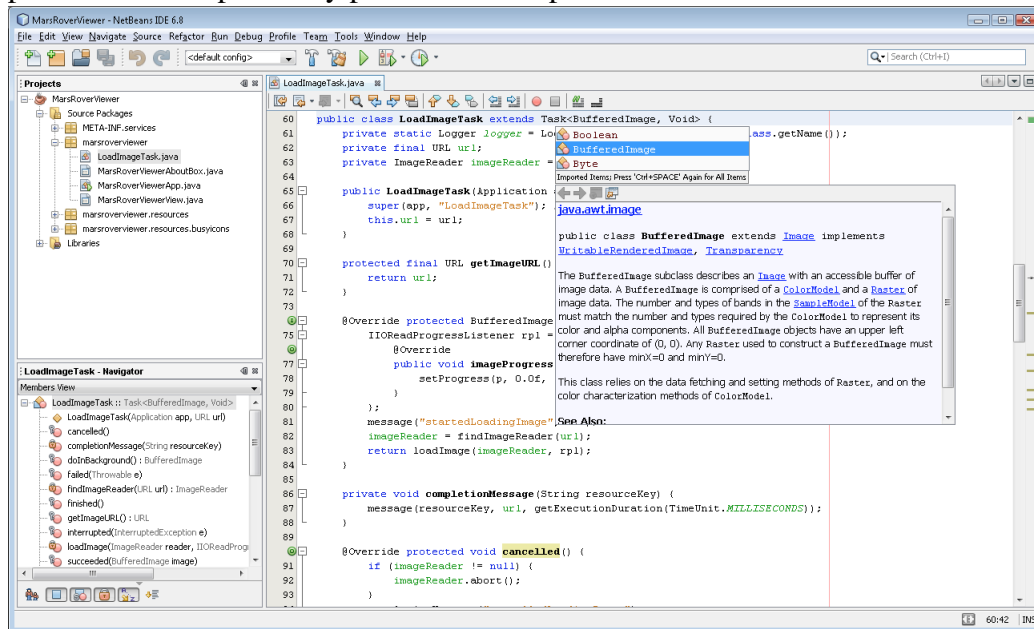 MarsRoverViewer - NetBeans IDE 6.8
File Edit View Navigate Source Refactor Run Debug Profile Team Tools Window Help
<default config>
Search (Ctrl+I)
Projects
MarsRoverViewer
Source Packages
META-INF.services
marsroverviewer
LoadImageTask.java
MarsRoverViewerAboutBox.java
MarsRoverViewerApp.java
MarsRoverViewerView.java
marsroverviewer.resources
marsroverviewer.resources.busyicons
Libraries
LoadImageTask - Navigator
Members View
LoadImageTask :: Task<BufferedImage, Void>
LoadImageTask(Application app, URL url)
cancelled()
completionMessage(String resourceKey)
doInBackground() : BufferedImage
failed(Throwable e)
findImageReader(URL url) : ImageReader
finished()
getImageURL() : URL
interrupted(InterruptedException e)
loadImage(ImageReader reader, IIOReadProgr
succeeded(BufferedImage image)
LoadImageTask.java
60 public class LoadImageTask extends Task<BufferedImage, Void> {
61 private static Logger logger = Lo ass.getName());
62 private final URL url;
63 private ImageReader imageReader =
64
65 public LoadImageTask(Application
66 super(app, "LoadImageTask");
67 this.url = url;
68 }
69
70 protected final URL getImageURL()
71 return url;
72 }
73
@Override protected BufferedImage
75 IIOReadProgressListener rpl =
@Override
77 public void imageProgress
78 setProgress(p, 0.0f,
79 }
80 };
81 message("startedLoadingImage"
82 imageReader = findImageReader(url);
83 return loadImage(imageReader, rpl);
84 }
85
86 private void completionMessage(String resourceKey) {
87 message(resourceKey, url, getExecutionDuration(TimeUnit.MILLISECONDS));
88 }
89
@Override protected void cancelled() {
91 if (imageReader != null) {
92 imageReader.abort();
93 }
Boolean
BufferedImage
Byte
Imported Items; Press 'Ctrl+SPACE' Again for All Items
java.awt.image
public class BufferedImage extends Image implements
WritableRenderedImage, Transparency
The BufferedImage subclass describes an Image with an accessible buffer of
image data. A BufferedImage is comprised of a ColorModel and a Raster of
image data. The number and types of bands in the SampleModel of the Raster
must match the number and types required by the ColorModel to represent its
color and alpha components. All BufferedImage objects have an upper left
corner coordinate of (0, 0). Any Raster used to construct a BufferedImage must
therefore have minX=0 and minY=0.
This class relies on the data fetching and setting methods of Raster, and on the
color characterization methods of ColorModel.
See Also:
60:42 INS